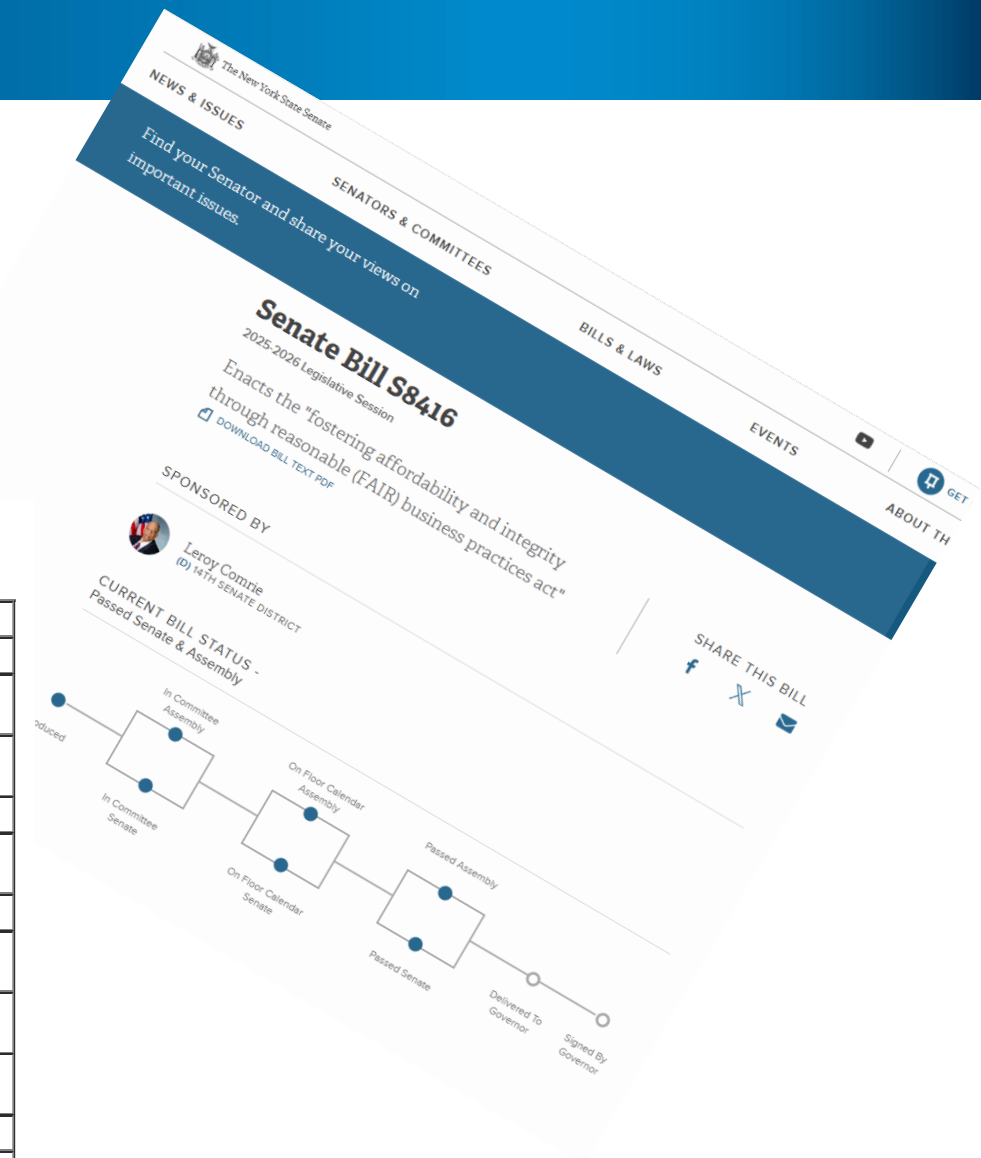 The New York State Senate
NEWS & ISSUES
SENATORS & COMMITTEES
BILLS & LAWS
EVENTS
ABOUT TH
GET
Find your Senator and share your views on
important issues.
Senate Bill S8416
2025-2026 Legislative Session
Enacts the "fostering affordability and integrity
through reasonable (FAIR) business practices act"
DOWNLOAD BILL TEXT PDF
SHARE THIS BILL
SPONSORED BY
Leroy Comrie
(D) 14TH SENATE DISTRICT
CURRENT BILL STATUS -
Passed Senate & Assembly
oduced
In Committee
Assembly
In Committee
Senate
On Floor Calendar
Assembly
On Floor Calendar
Senate
Passed Assembly
Passed Senate
Delivered To
Governor
Signed By
Governor